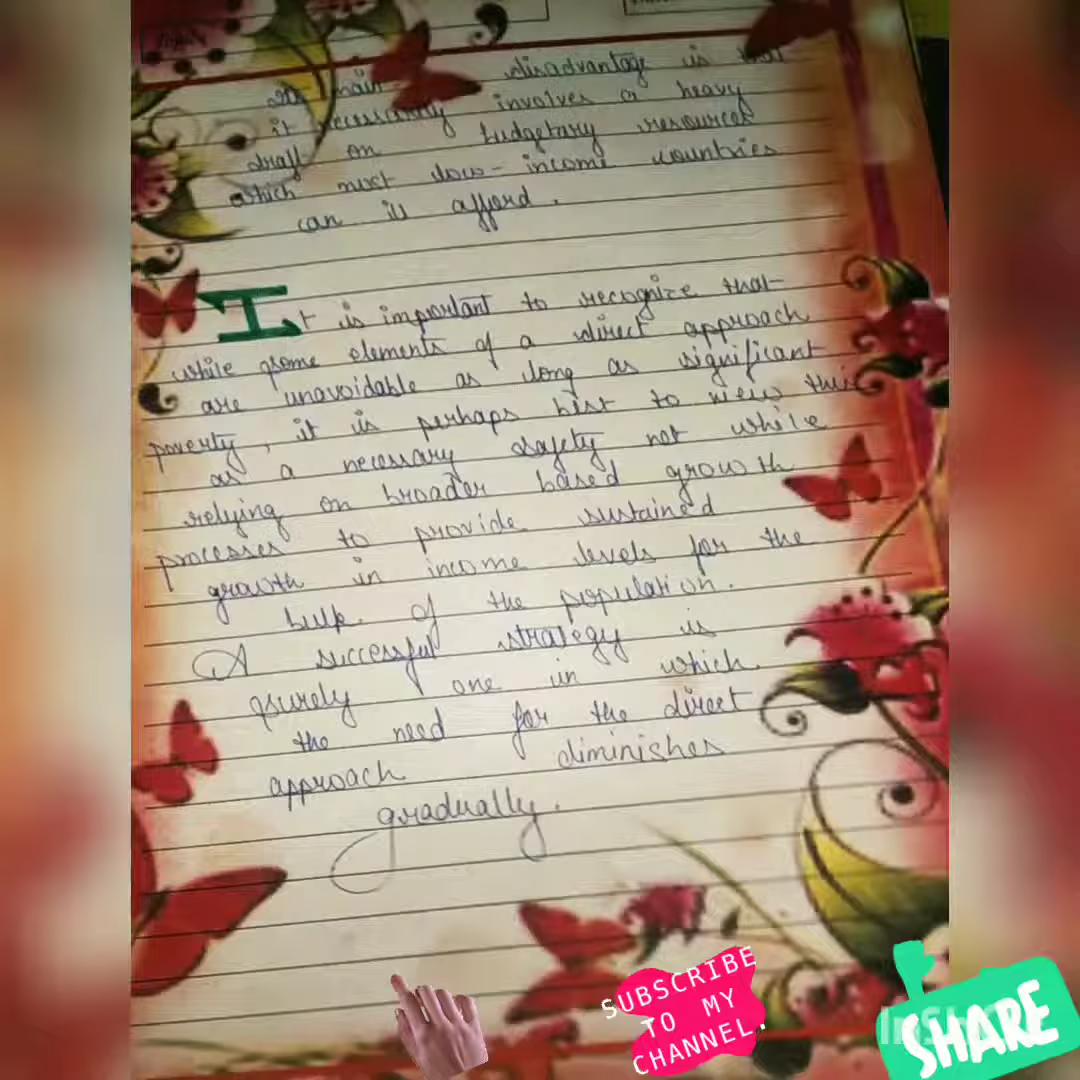 Its main disadvantage is that
it necessarily involves a heavy
draft on budgetary resources
which most low-income countries
can ill afford.
It is important to recognize that
while some elements of a direct approach
are unavoidable as long as significant
poverty, it is perhaps best to view this
as a necessary safety not while
relying on broader based growth
processes to provide sustained
growth in income levels for the
bulk of the population.
A successful strategy is
surely one in which
the need for the direct
approach diminishes
gradually.
SUBSCRIBE
TO MY
CHANNEL.
SHARE